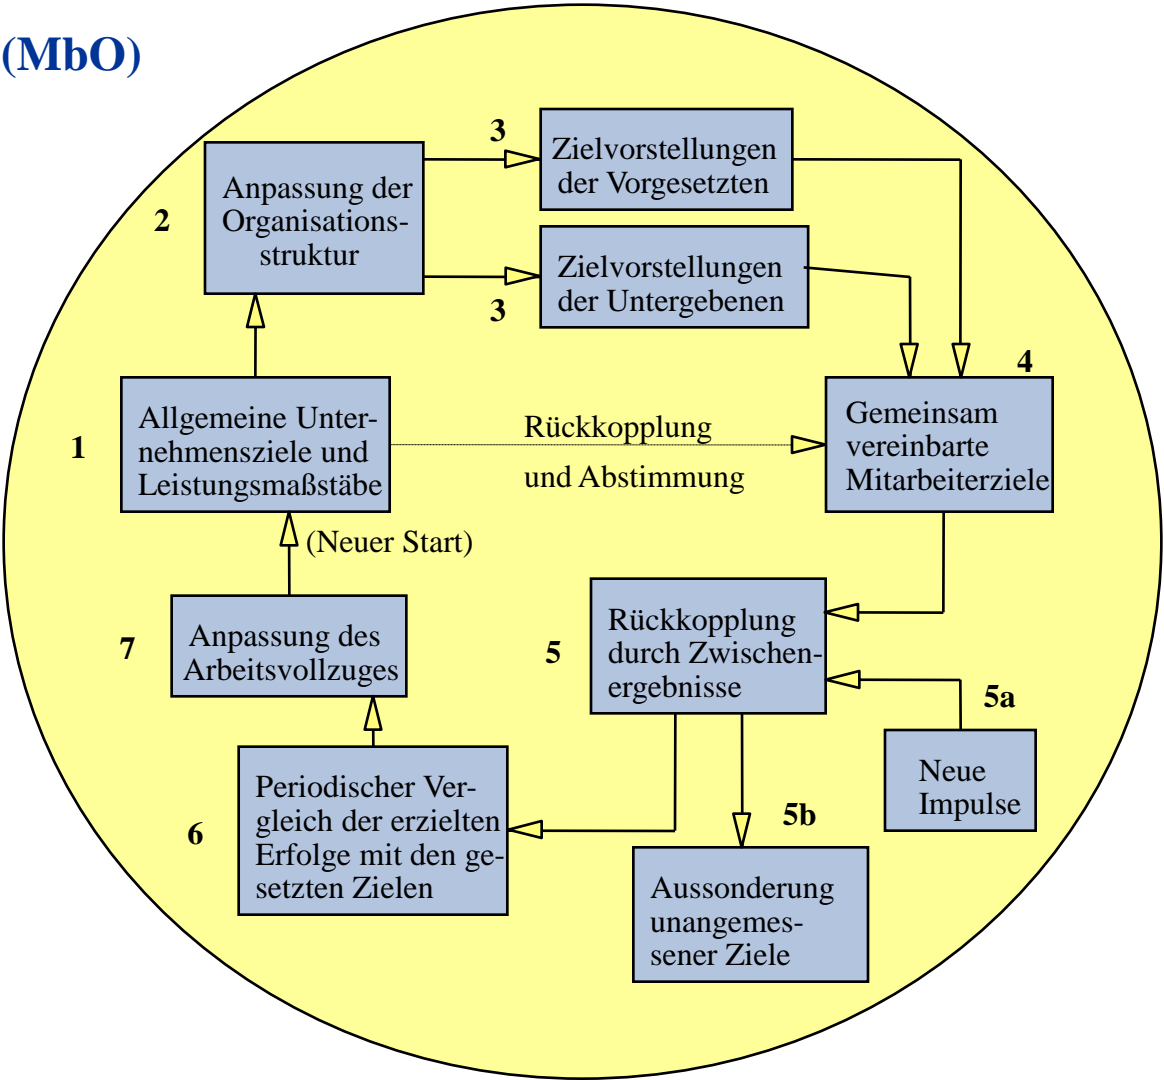 (MbO)
3
Zielvorstellungen
der Vorgesetzten
2
Anpassung der
Organisations-
struktur
3
Zielvorstellungen
der Untergebenen
1
Allgemeine Unter-
nehmensziele und
Leistungsmaßstäbe
Rückkopplung
und Abstimmung
4
Gemeinsam
vereinbarte
Mitarbeiterziele
(Neuer Start)
7
Anpassung des
Arbeitsvollzuges
5
Rückkopplung
durch Zwischen-
ergebnisse
5a
Neue
Impulse
6
Periodischer Ver-
gleich der erzielten
Erfolge mit den ge-
setzten Zielen
5b
Aussonderung
unangemes-
sener Ziele